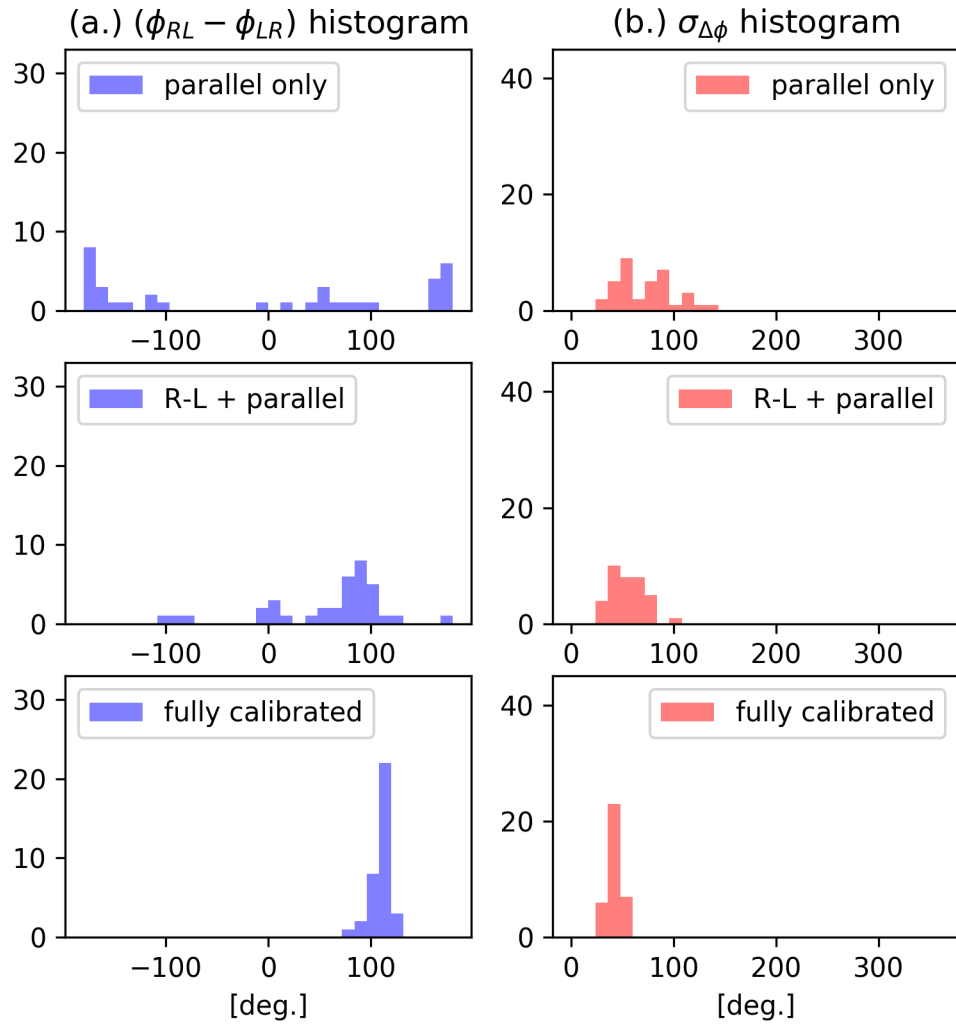 (a.) (ϕ_RL − ϕ_LR) histogram
(b.) σ_Δϕ histogram
30
20
10
0
parallel only
−100 0 100
40
20
0
parallel only
0 100 200 300
30
20
10
0
R-L + parallel
−100 0 100
40
20
0
R-L + parallel
0 100 200 300
30
20
10
0
fully calibrated
−100 0 100
[deg.]
40
20
0
fully calibrated
0 100 200 300
[deg.]